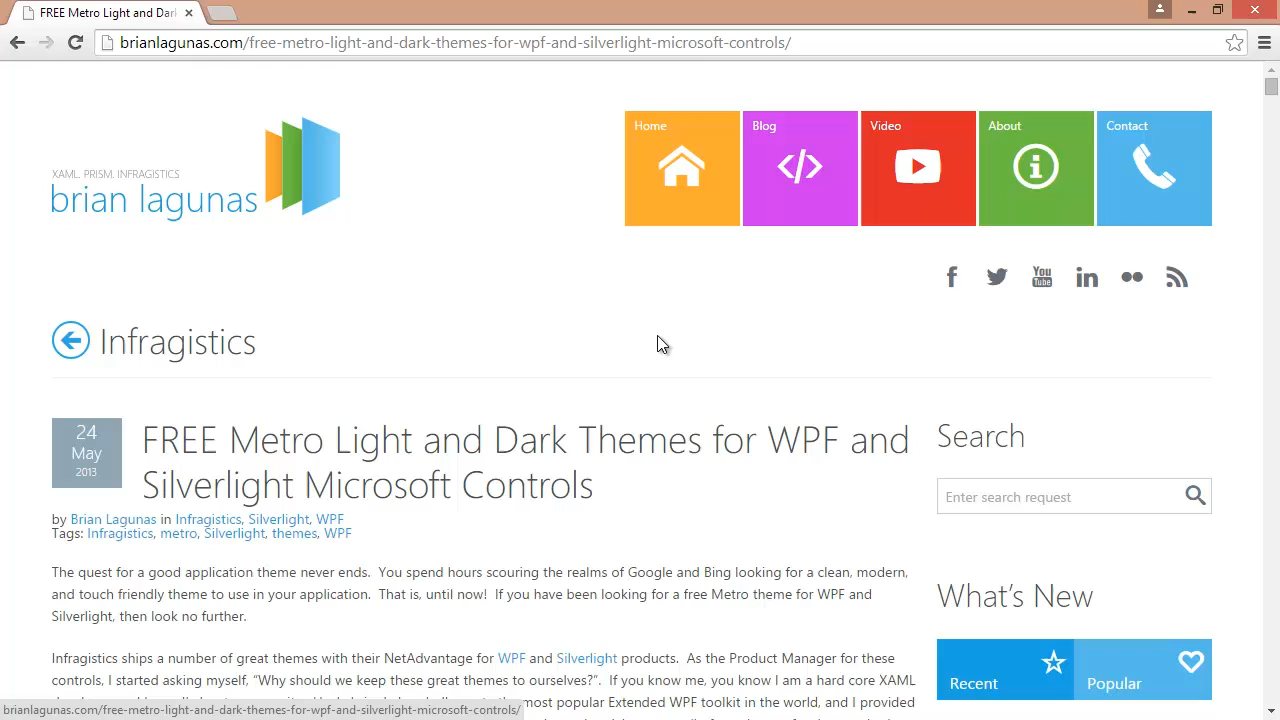 FREE Metro Light and Dark
brianlagunas.com/free-metro-light-and-dark-themes-for-wpf-and-silverlight-microsoft-controls/
Home
Blog
Video
About
Contact
XAML. PRISM. INFRAGISTICS
brian lagunas
You
Tube
Infragistics
24
May
2013
FREE Metro Light and Dark Themes for WPF and
Silverlight Microsoft Controls
by Brian Lagunas in Infragistics, Silverlight, WPF
Tags: Infragistics, metro, Silverlight, themes, WPF
The quest for a good application theme never ends. You spend hours scouring the realms of Google and Bing looking for a clean, modern,
and touch friendly theme to use in your application. That is, until now! If you have been looking for a free Metro theme for WPF and
Silverlight, then look no further.
Infragistics ships a number of great themes with their NetAdvantage for WPF and Silverlight products. As the Product Manager for these
controls, I started asking myself, “Why should we keep these great themes to ourselves?”. If you know me, you know I am a hard core XAML
most popular Extended WPF toolkit in the world, and I provided
Search
Enter search request
What’s New
Recent
Popular
brianlagunas.com/free-metro-light-and-dark-themes-for-wpf-and-silverlight-microsoft-controls/